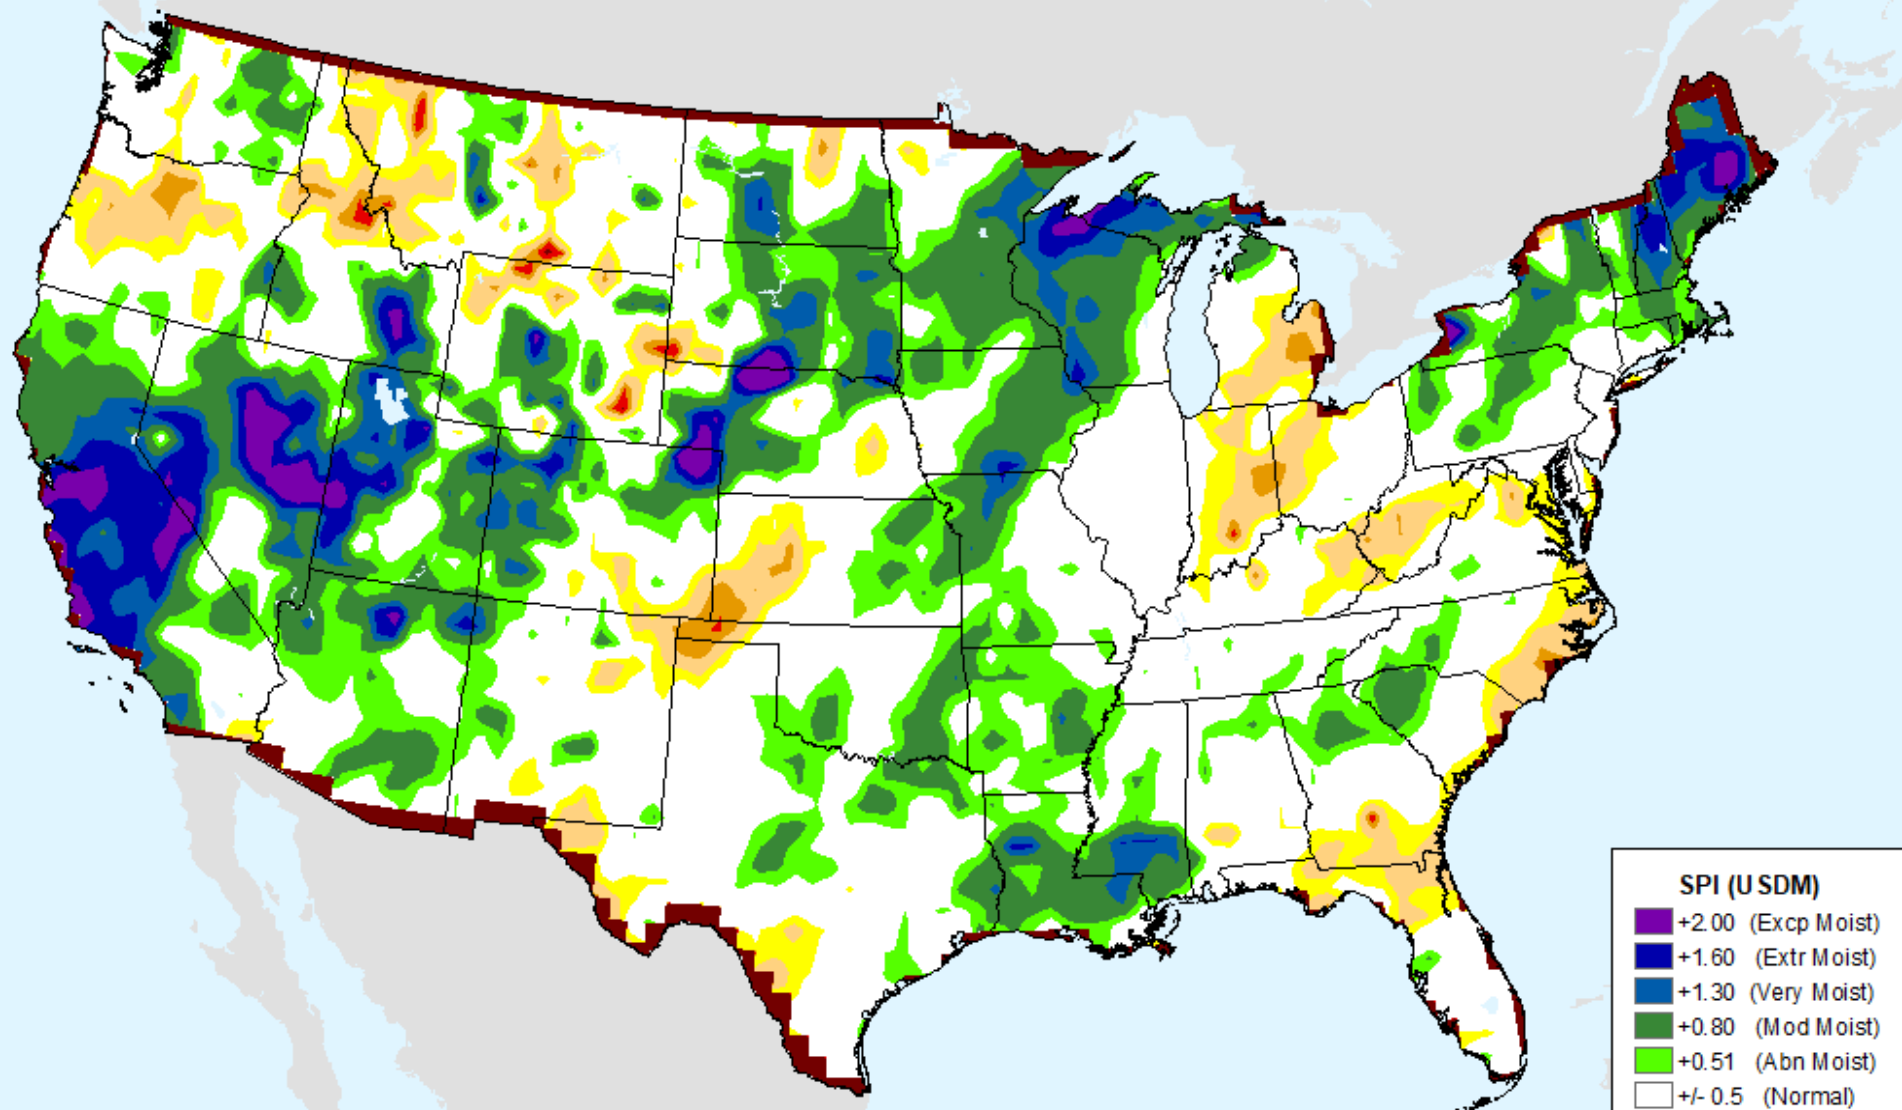 SPI (USDM)
+2.00 (Excp Moist)
+1.60 (Extr Moist)
+1.30 (Very Moist)
+0.80 (Mod Moist)
+0.51 (Abn Moist)
+/- 0.5 (Normal)